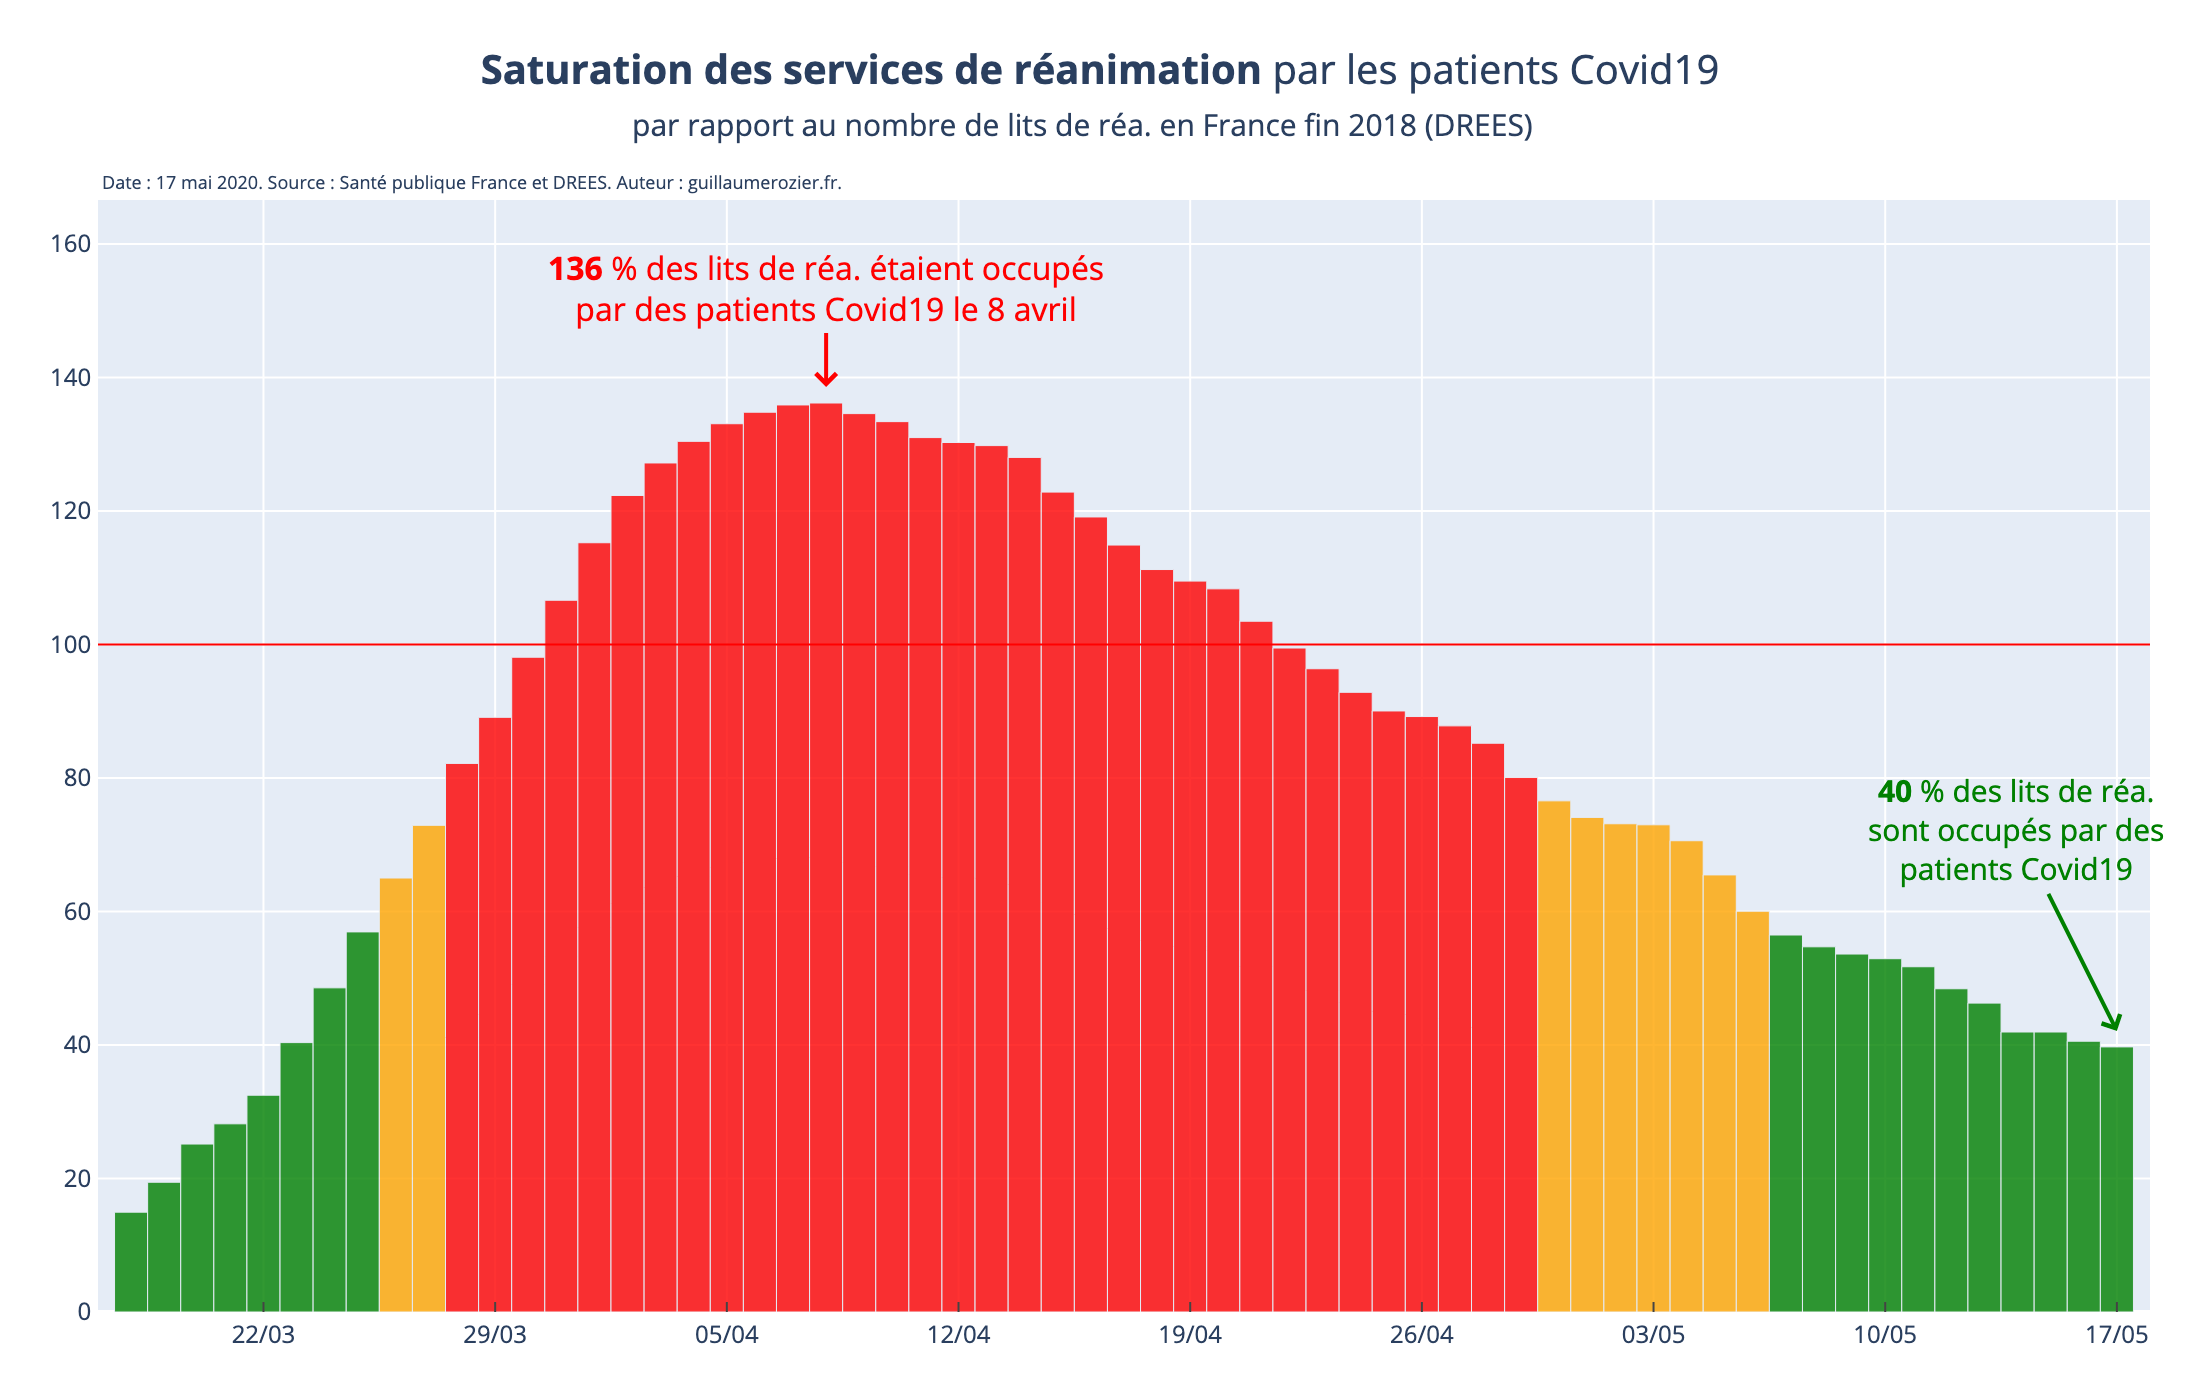 Saturation des services de réanimation par les patients Covid19
par rapport au nombre de lits de réa. en France fin 2018 (DREES)
Date : 17 mai 2020. Source : Santé publique France et DREES. Auteur : guillaumerozier.fr.
160
136 % des lits de réa. étaient occupés
par des patients Covid19 le 8 avril
140
120
100
80
40 % des lits de réa.
sont occupés par des
patients Covid19
60
40
20
0
22/03 29/03 05/04 12/04 19/04 26/04 03/05 10/05 17/05